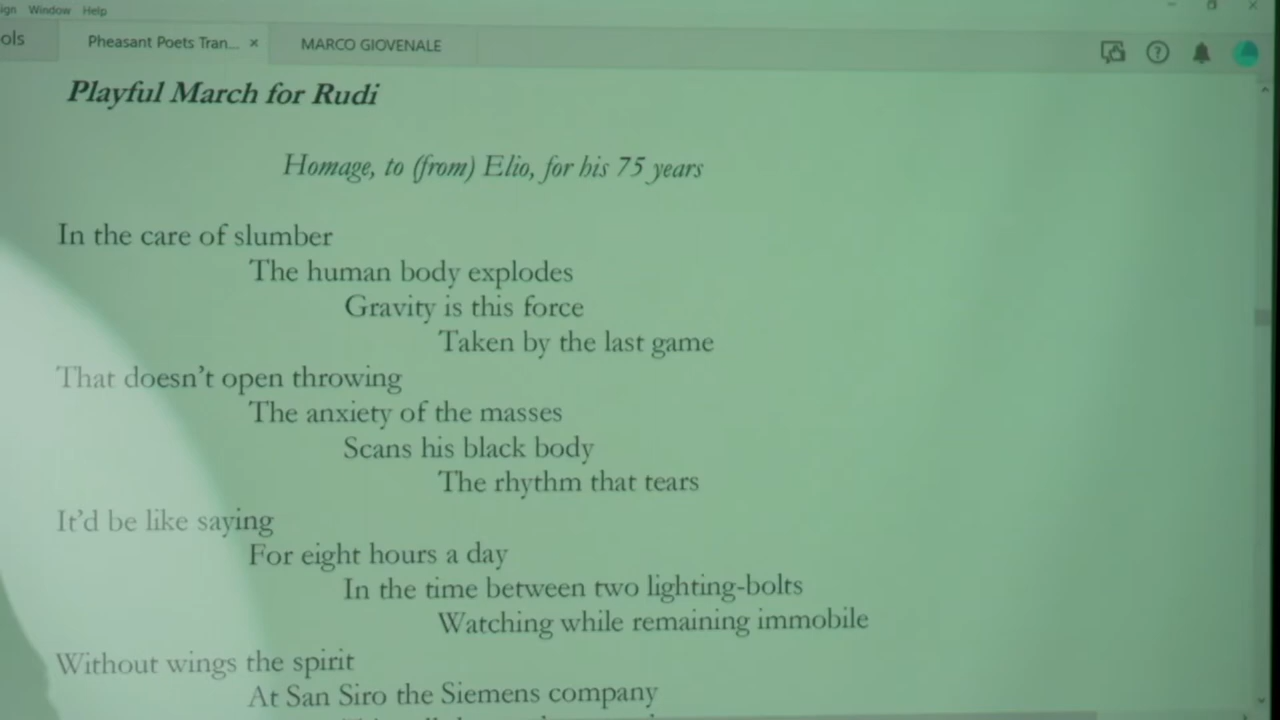 ign Window Help
ols
Pheasant Poets Tran... ×
MARCO GIOVENALE
Playful March for Rudi
Homage, to (from) Elio, for his 75 years
In the care of slumber
The human body explodes
Gravity is this force
Taken by the last game
That doesn't open throwing
The anxiety of the masses
Scans his black body
The rhythm that tears
It'd be like saying
For eight hours a day
In the time between two lighting-bolts
Watching while remaining immobile
Without wings the spirit
At San Siro the Siemens company